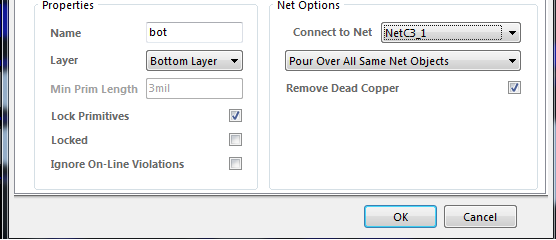 Properties
Name
bot
Layer
Bottom Layer
Min Prim Length
3mil
Lock Primitives
Locked
Ignore On-Line Violations
Net Options
Connect to Net
NetC3_1
Pour Over All Same Net Objects
Remove Dead Copper
OK
Cancel